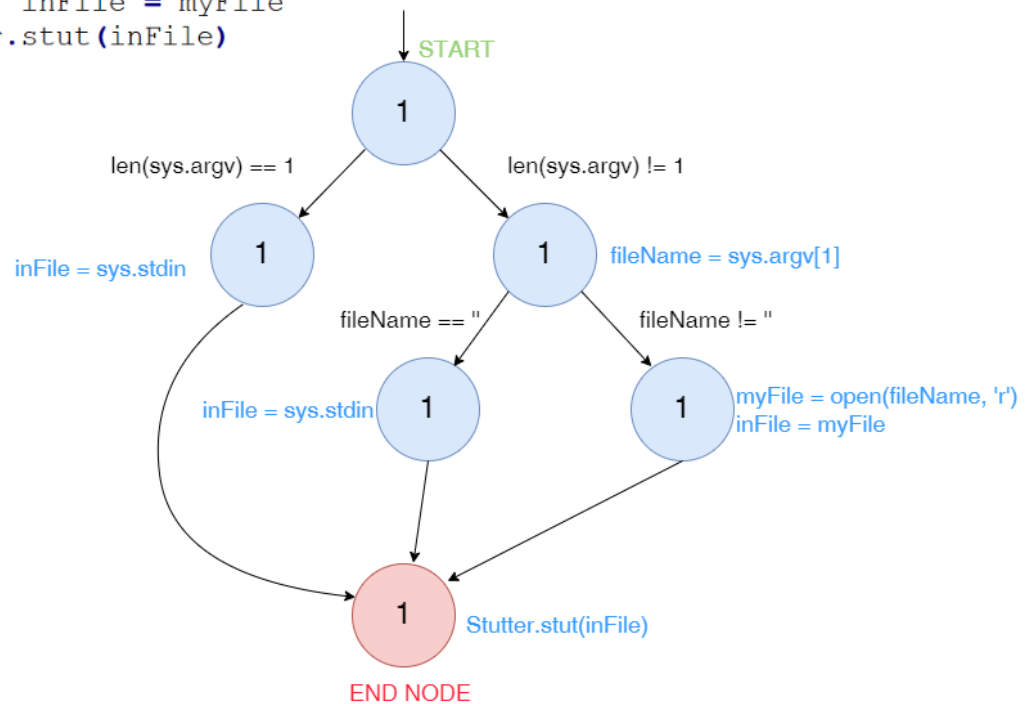 inFile = myFile
.stut(inFile)
START
1
len(sys.argv) == 1
len(sys.argv) != 1
1
1
inFile = sys.stdin
fileName = sys.argv[1]
fileName == ''
fileName != ''
1
1
inFile = sys.stdin
myFile = open(fileName, 'r')
inFile = myFile
1
Stutter.stut(inFile)
END NODE